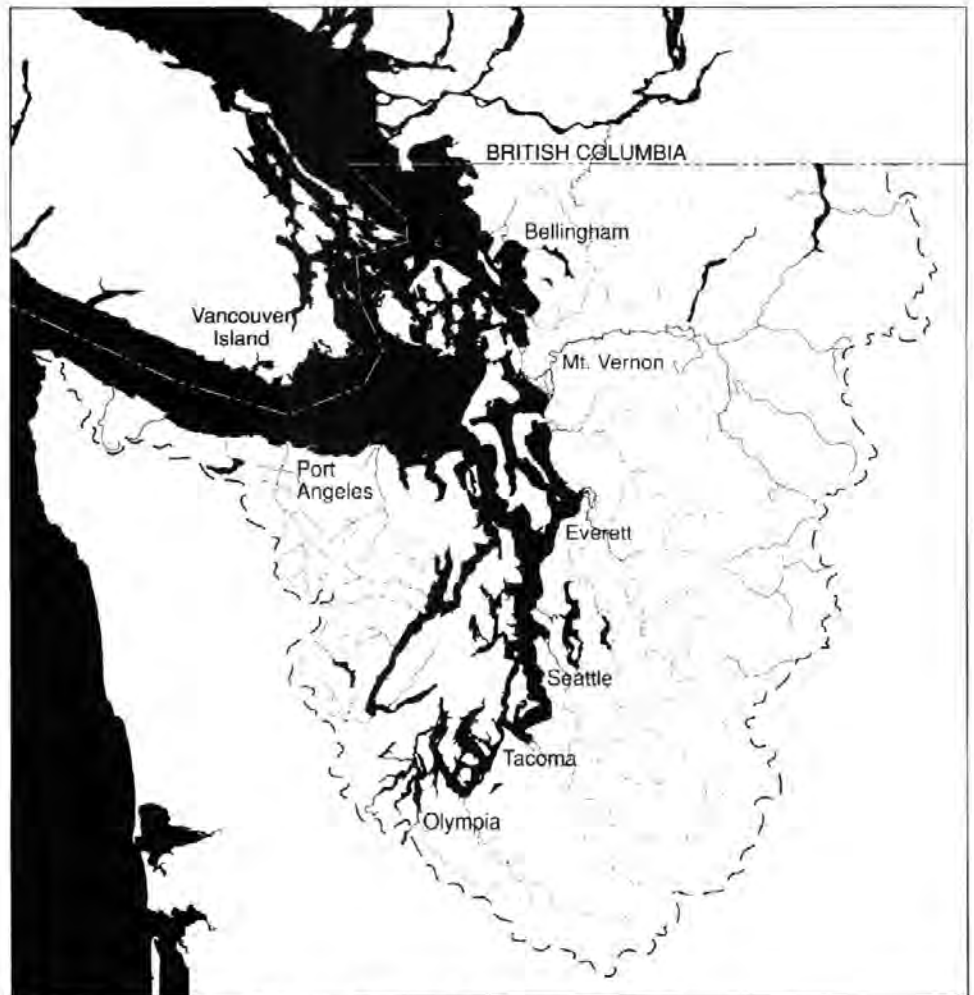 BRITISH COLUMBIA
Bellingham
Vancouver
Island
Mt. Vernon
Port
Angeles
Everett
Seattle
Tacoma
Olympia